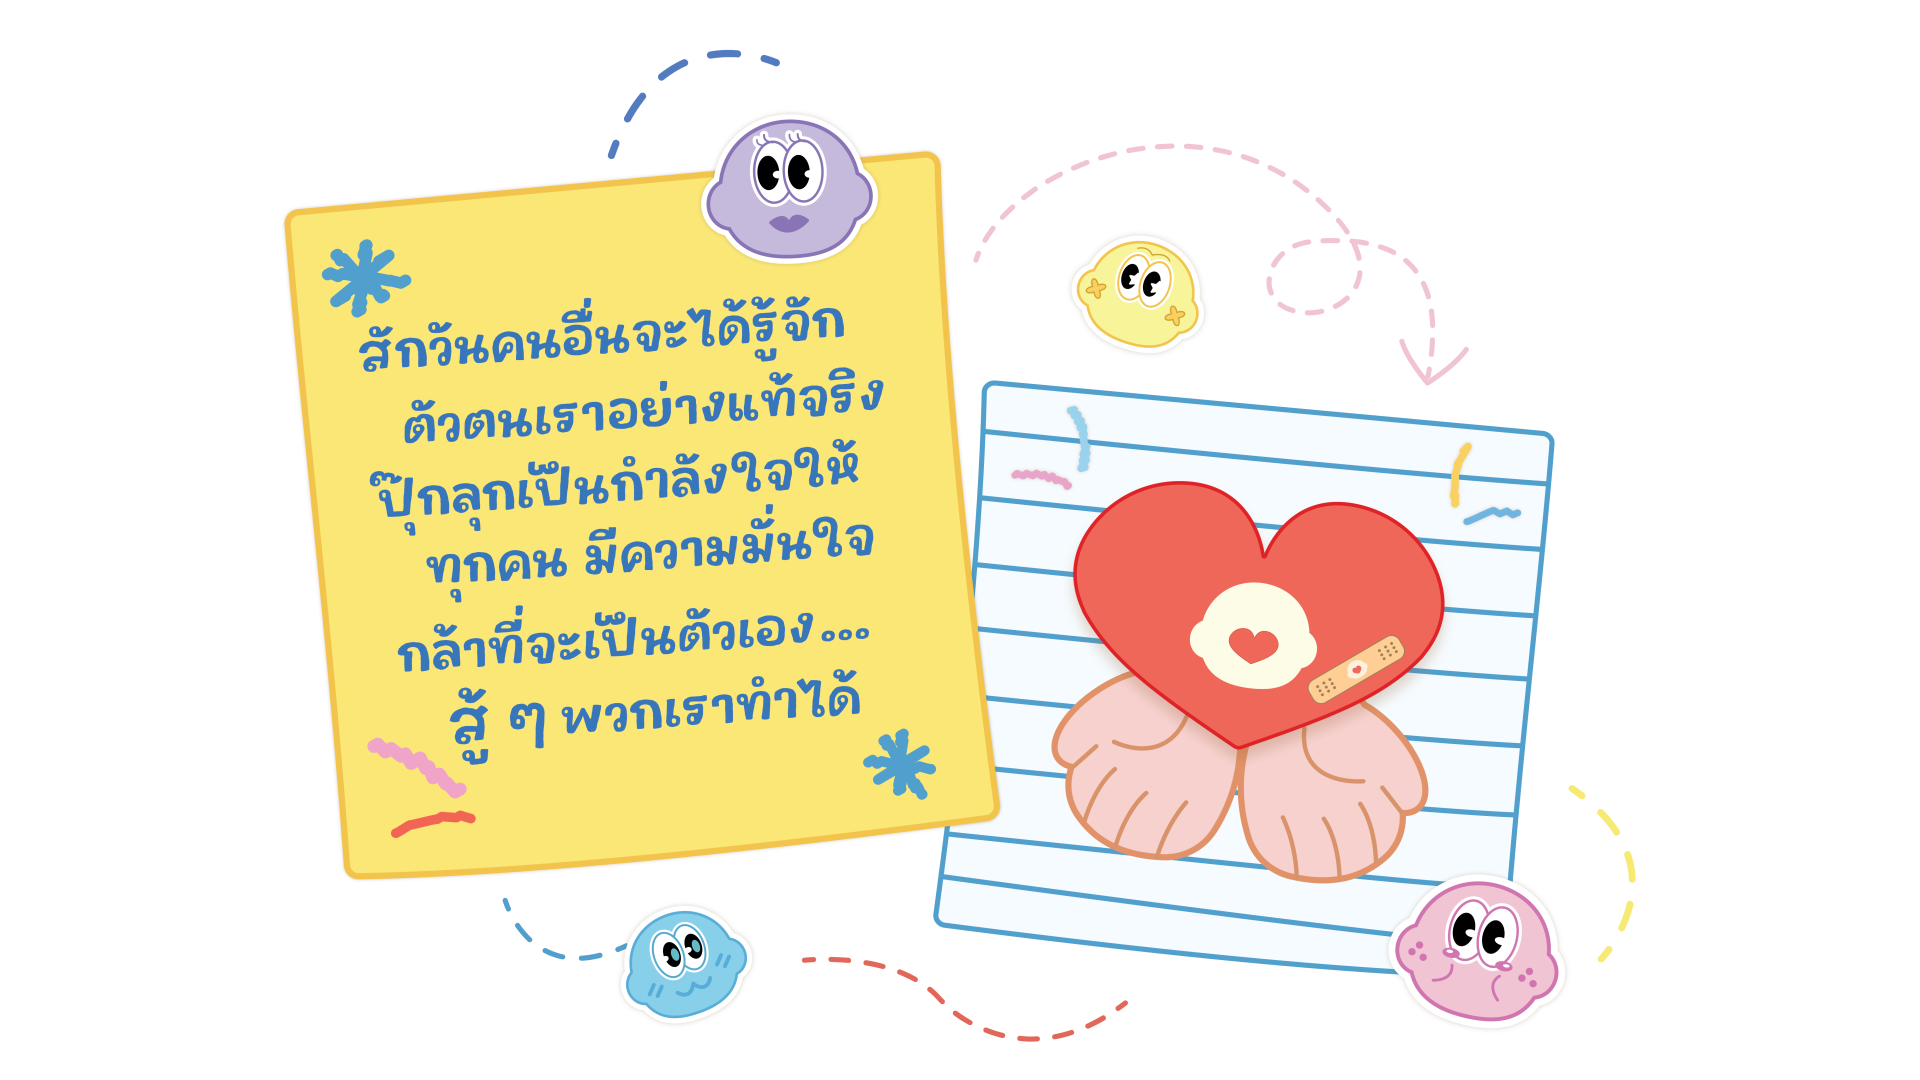 สักวันคนอื่นจะได้รู้จัก
ตัวตนเราอย่างแท้จริง
ปุ๊กลุกเป็นกำลังใจให้
ทุกคน มีความมั่นใจ
กล้าที่จะเป็นตัวเอง...
สู้ ๆ พวกเราทำได้